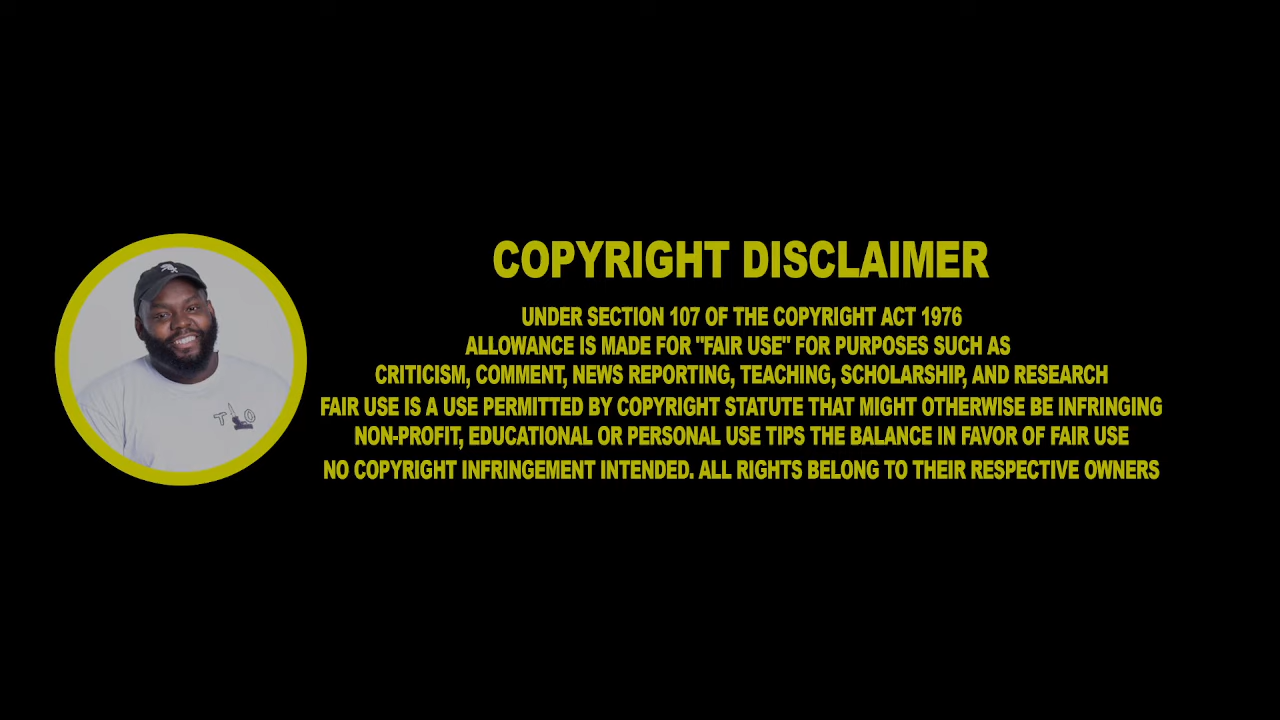 COPYRIGHT DISCLAIMER
UNDER SECTION 107 OF THE COPYRIGHT ACT 1976
ALLOWANCE IS MADE FOR "FAIR USE" FOR PURPOSES SUCH AS
CRITICISM, COMMENT, NEWS REPORTING, TEACHING, SCHOLARSHIP, AND RESEARCH
FAIR USE IS A USE PERMITTED BY COPYRIGHT STATUTE THAT MIGHT OTHERWISE BE INFRINGING
NON-PROFIT, EDUCATIONAL OR PERSONAL USE TIPS THE BALANCE IN FAVOR OF FAIR USE
NO COPYRIGHT INFRINGEMENT INTENDED. ALL RIGHTS BELONG TO THEIR RESPECTIVE OWNERS